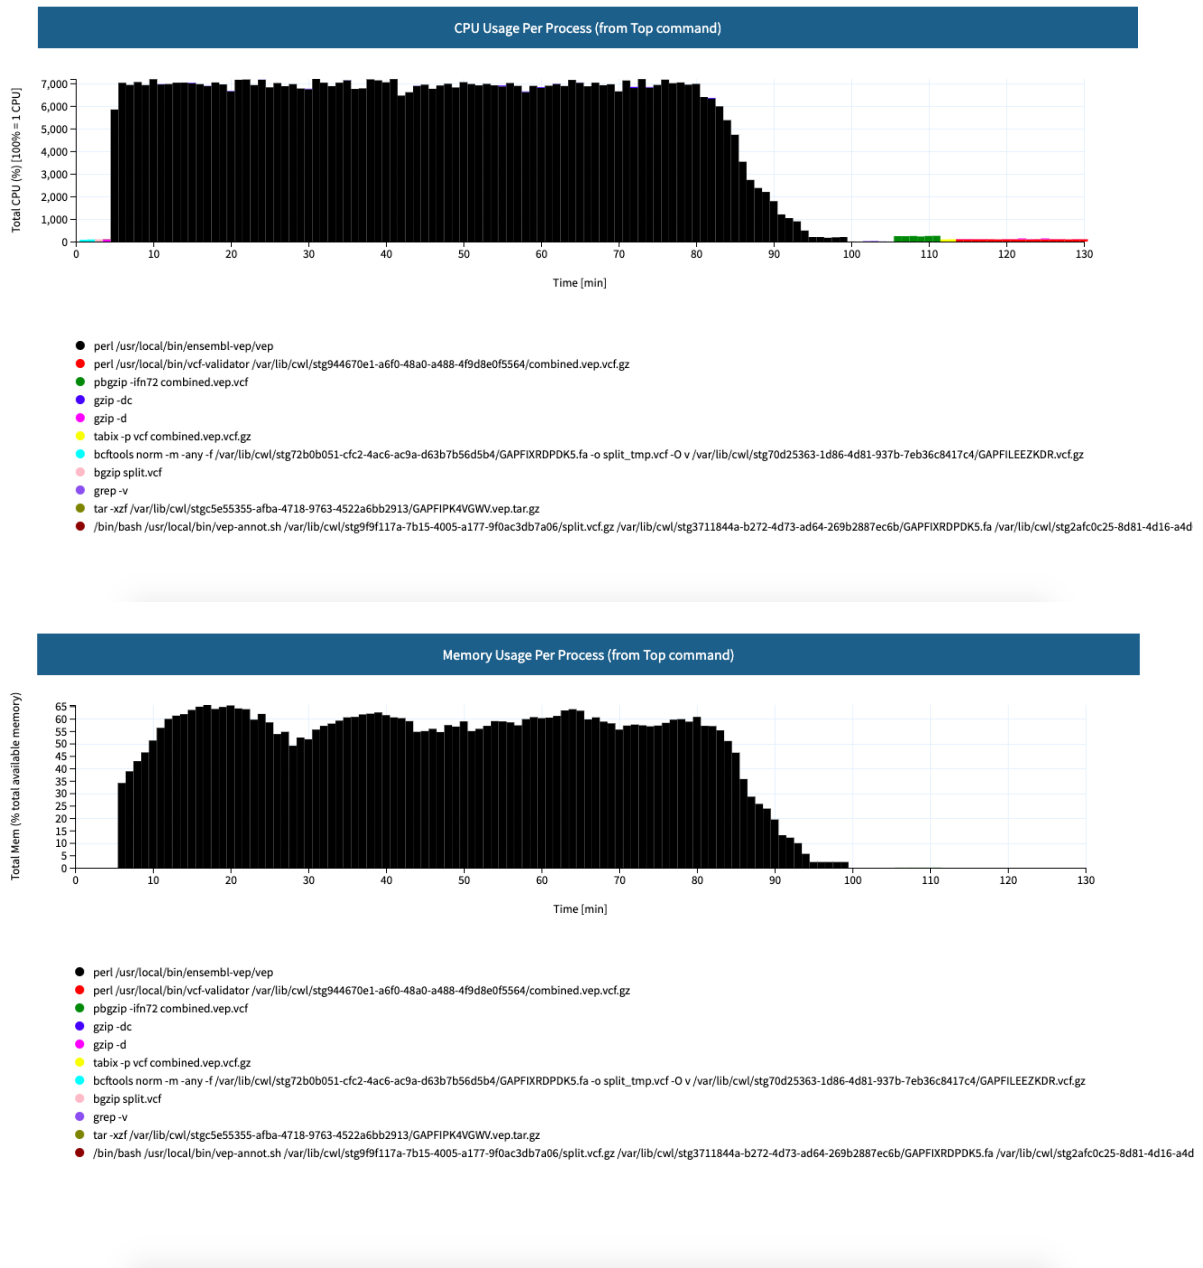 CPU Usage Per Process (from Top command)
Total CPU (%) [100% = 1 CPU]
7,000
6,000
5,000
4,000
3,000
2,000
1,000
0
0 10 20 30 40 50 60 70 80 90 100 110 120 130
Time [min]
perl /usr/local/bin/ensembl-vep/vep
perl /usr/local/bin/vcf-validator /var/lib/cwl/stg944670e1-a6f0-48a0-a488-4f9d8e0f5564/combined.vep.vcf.gz
pbgzip -ifn72 combined.vep.vcf
gzip -dc
gzip -d
tabix -p vcf combined.vep.vcf.gz
bcftools norm -m -any -f /var/lib/cwl/stg72b0b051-cfc2-4ac6-ac9a-d63b7b56d5b4/GAPFIXRDPDK5.fa -o split_tmp.vcf -O v /var/lib/cwl/stg70d25363-1d86-4d81-937b-7eb36c8417c4/GAPFILEEZKDR.vcf.gz
bgzip split.vcf
grep -v
tar -xzf /var/lib/cwl/stgc5e55355-afba-4718-9763-4522a6bb2913/GAPFIPK4VGWV.vep.tar.gz
/bin/bash /usr/local/bin/vep-annot.sh /var/lib/cwl/stg9f9f117a-7b15-4005-a177-9f0ac3db7a06/split.vcf.gz /var/lib/cwl/stg3711844a-b272-4d73-ad64-269b2887ec6b/GAPFIXRDPDK5.fa /var/lib/cwl/stg2afc0c25-8d81-4d16-a4d
Memory Usage Per Process (from Top command)
Total Mem (% total available memory)
65
60
55
50
45
40
35
30
25
20
15
10
5
0
0 10 20 30 40 50 60 70 80 90 100 110 120 130
Time [min]
perl /usr/local/bin/ensembl-vep/vep
perl /usr/local/bin/vcf-validator /var/lib/cwl/stg944670e1-a6f0-48a0-a488-4f9d8e0f5564/combined.vep.vcf.gz
pbgzip -ifn72 combined.vep.vcf
gzip -dc
gzip -d
tabix -p vcf combined.vep.vcf.gz
bcftools norm -m -any -f /var/lib/cwl/stg72b0b051-cfc2-4ac6-ac9a-d63b7b56d5b4/GAPFIXRDPDK5.fa -o split_tmp.vcf -O v /var/lib/cwl/stg70d25363-1d86-4d81-937b-7eb36c8417c4/GAPFILEEZKDR.vcf.gz
bgzip split.vcf
grep -v
tar -xzf /var/lib/cwl/stgc5e55355-afba-4718-9763-4522a6bb2913/GAPFIPK4VGWV.vep.tar.gz
/bin/bash /usr/local/bin/vep-annot.sh /var/lib/cwl/stg9f9f117a-7b15-4005-a177-9f0ac3db7a06/split.vcf.gz /var/lib/cwl/stg3711844a-b272-4d73-ad64-269b2887ec6b/GAPFIXRDPDK5.fa /var/lib/cwl/stg2afc0c25-8d81-4d16-a4d